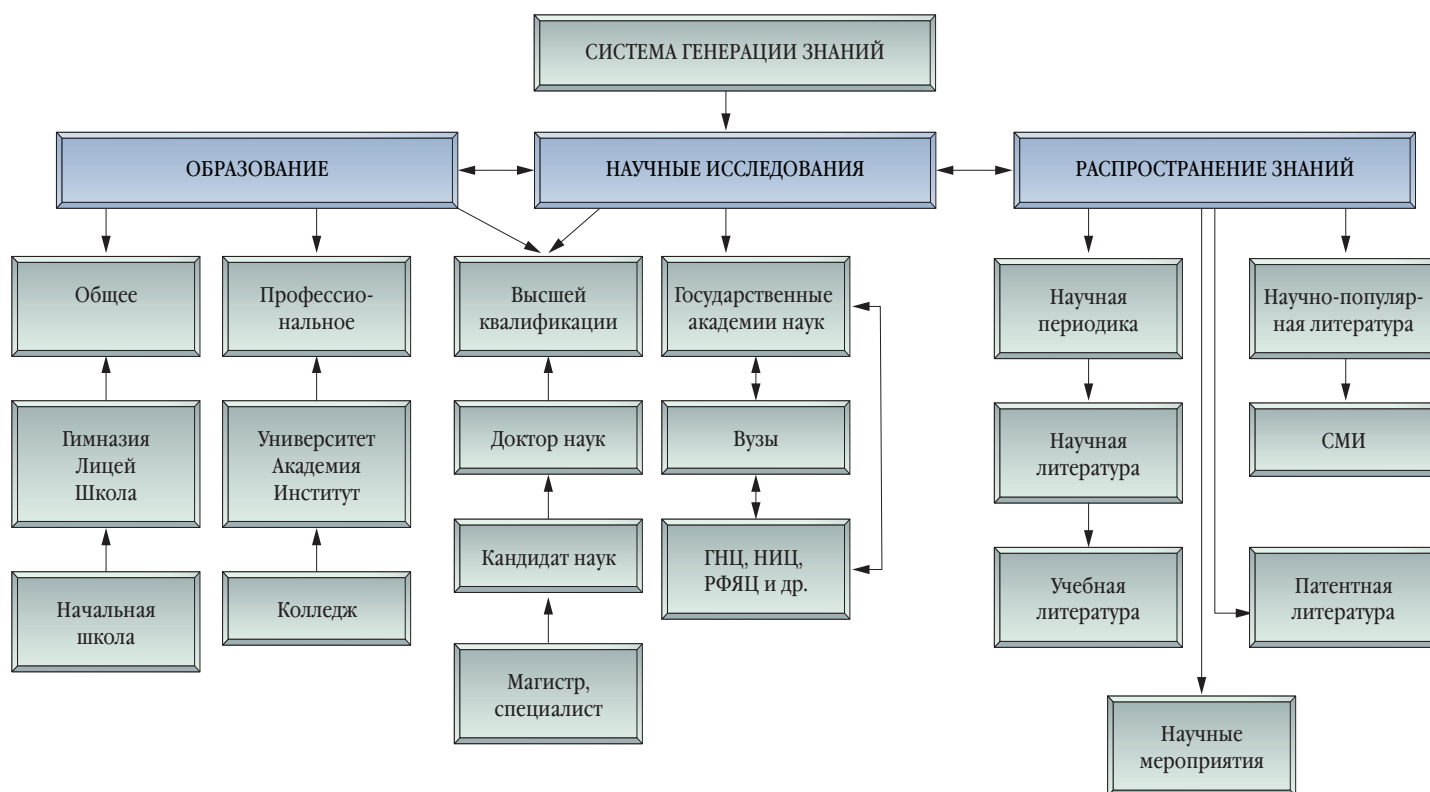 СИСТЕМА ГЕНЕРАЦИИ ЗНАНИЙ
ОБРАЗОВАНИЕ
НАУЧНЫЕ ИССЛЕДОВАНИЯ
РАСПРОСТРАНЕНИЕ ЗНАНИЙ
Общее
Профессио-
нальное
Высшей
квалификации
Государственные
академии наук
Научная
периодика
Научно-популяр-
ная литература
Гимназия
Лицей
Школа
Университет
Академия
Институт
Доктор наук
Вузы
Научная
литература
СМИ
Начальная
школа
Колледж
Кандидат наук
ГНЦ, НИЦ,
РФЯЦ и др.
Учебная
литература
Патентная
литература
Магистр,
специалист
Научные
мероприятия